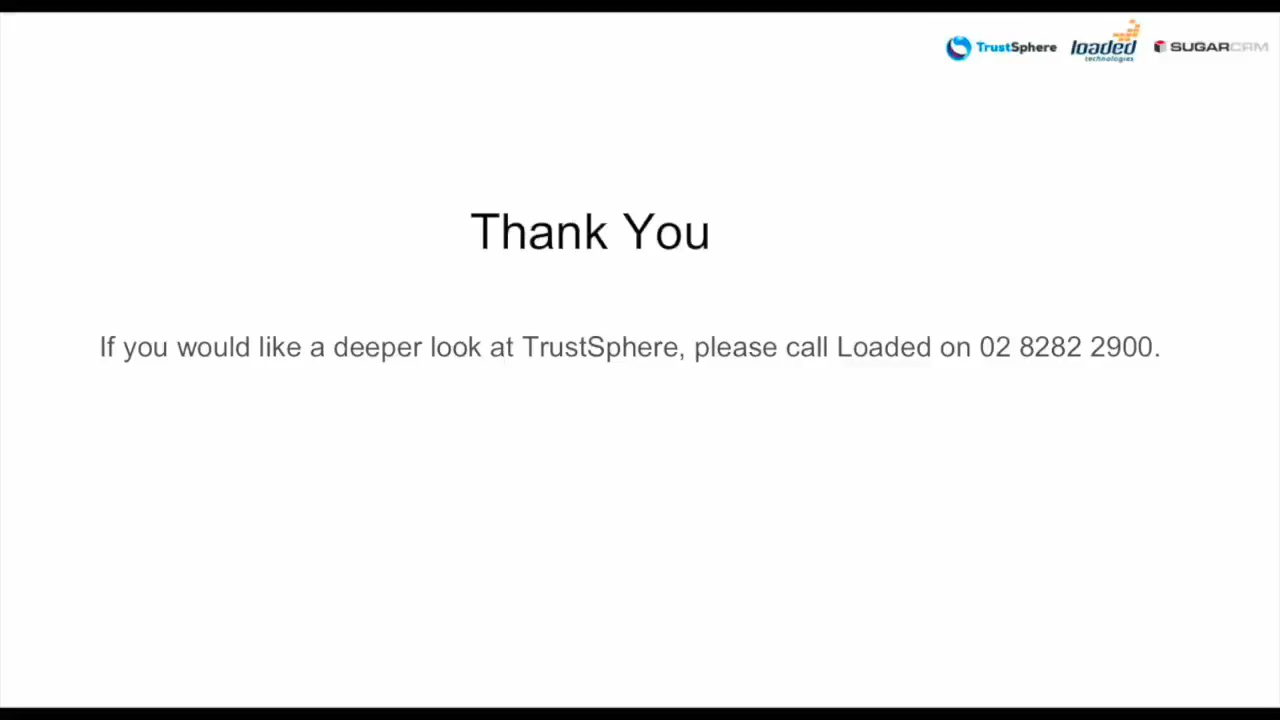 TrustSphere loaded technologies SUGARCRM
Thank You
If you would like a deeper look at TrustSphere, please call Loaded on 02 8282 2900.